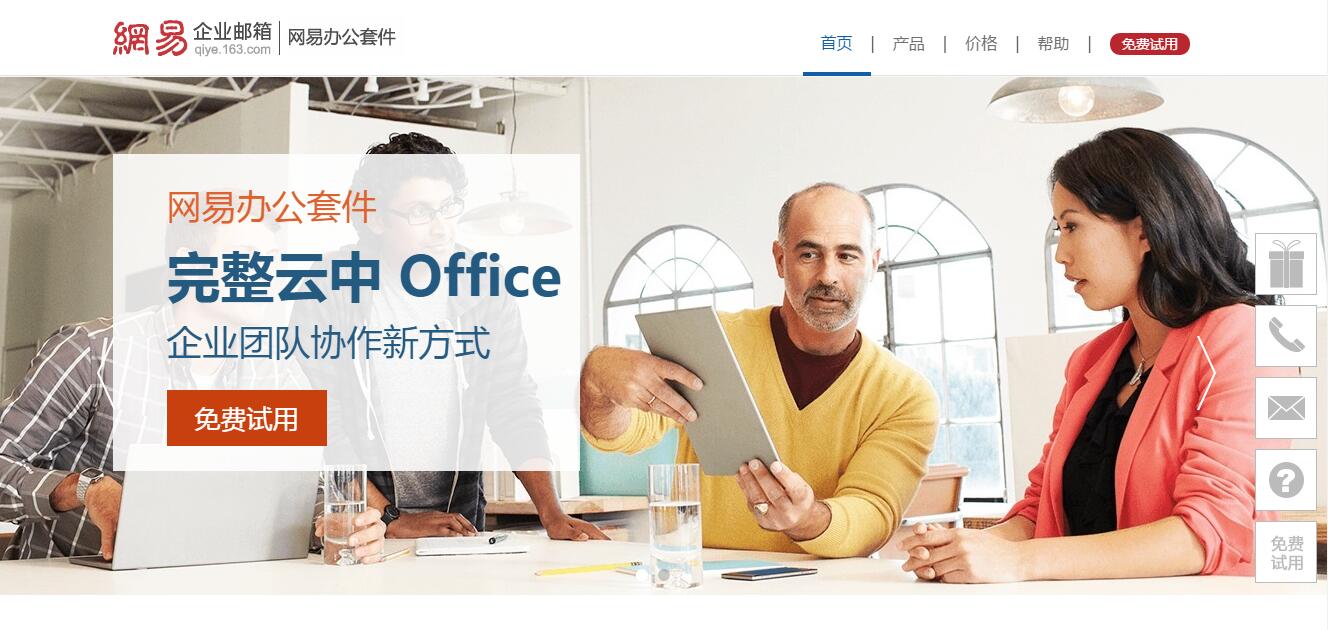 網易 企业邮箱 网易办公套件
qiye.163.com
首页 | 产品 | 价格 | 帮助 | 免费试用
网易办公套件
完整云中 Office
企业团队协作新方式
免费试用
?
免费
试用